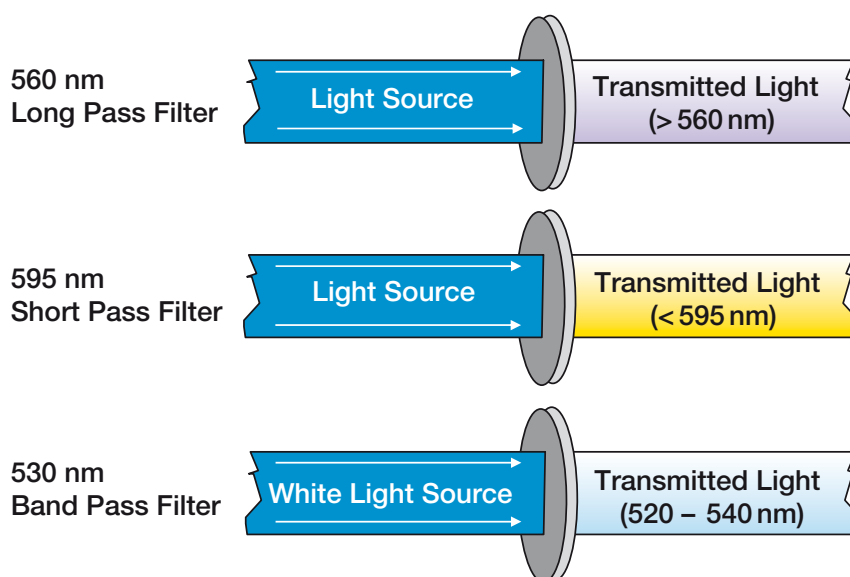 560 nm
Long Pass Filter
Light Source
Transmitted Light
(> 560 nm)
595 nm
Short Pass Filter
Light Source
Transmitted Light
(< 595 nm)
530 nm
Band Pass Filter
White Light Source
Transmitted Light
(520 – 540 nm)